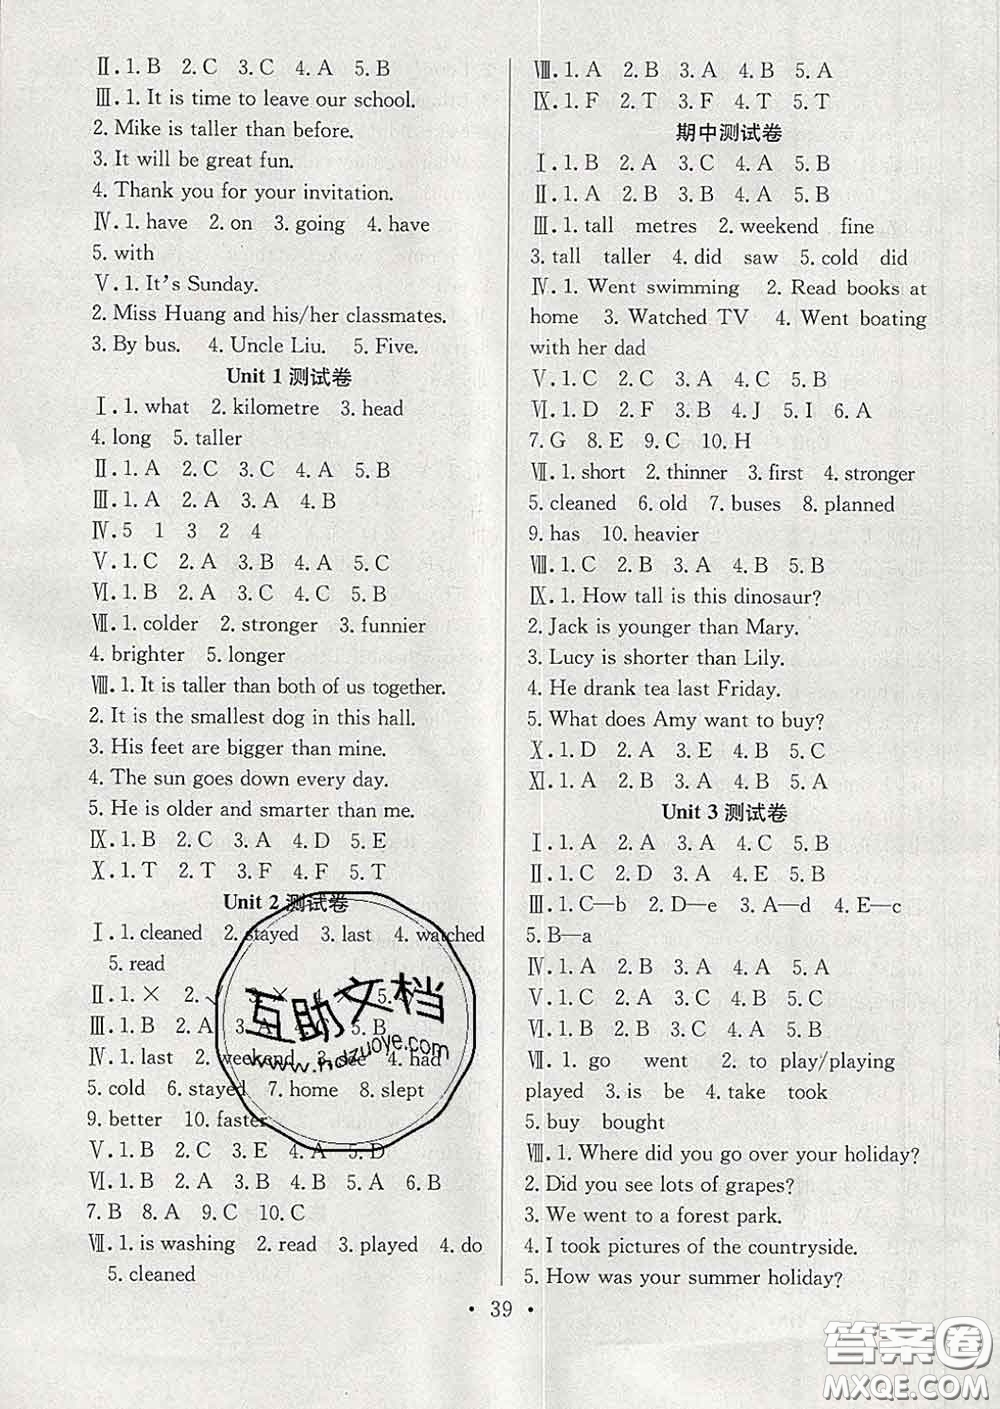 Ⅱ. 1. B 2. C 3. C 4. A 5. B
Ⅲ. 1. It is time to leave our school.
2. Mike is taller than before.
3. It will be great fun.
4. Thank you for your invitation.
Ⅳ. 1. have 2. on 3. going 4. have
5. with
Ⅴ. 1. It's Sunday.
2. Miss Huang and his/her classmates.
3. By bus. 4. Uncle Liu. 5. Five.
Unit 1 测试卷
Ⅰ. 1. what 2. kilometre 3. head
4. long 5. taller
Ⅱ. 1. A 2. C 3. C 4. A 5. B
Ⅲ. 1. A 2. A 3. A 4. B
Ⅳ. 5 1 3 2 4
Ⅴ. 1. C 2. A 3. B 4. A 5. C
Ⅵ. 1. B 2. A 3. C 4. C 5. B
Ⅶ. 1. colder 2. stronger 3. funnier
4. brighter 5. longer
Ⅷ. 1. It is taller than both of us together.
2. It is the smallest dog in this hall.
3. His feet are bigger than mine.
4. The sun goes down every day.
5. He is older and smarter than me.
Ⅸ. 1. B 2. C 3. A 4. D 5. E
Ⅹ. 1. T 2. T 3. F 4. F 5. T
Unit 2 测试卷
Ⅰ. 1. cleaned 2. stayed 3. last 4. watched
5. read
Ⅱ. 1. × 2. √ 3. × 4. 5.
Ⅲ. 1. B 2. A 3. A 4. C 5. B
Ⅳ. 1. last 2. weekend 3. see 4. had
5. cold 6. stayed 7. home 8. slept
9. better 10. faster
Ⅴ. 1. B 2. C 3. E 4. A 5. D
Ⅵ. 1. B 2. C 3. B 4. B 5. A 6. B
7. B 8. A 9. C 10. C
Ⅶ. 1. is washing 2. read 3. played 4. do
5. cleaned
Ⅷ. 1. A 2. B 3. A 4. B 5. A
Ⅸ. 1. F 2. T 3. F 4. T 5. T
期中测试卷
Ⅰ. 1. B 2. A 3. C 4. A 5. B
Ⅱ. 1. A 2. B 3. B 4. A 5. B
Ⅲ. 1. tall metres 2. weekend fine
3. tall taller 4. did saw 5. cold did
Ⅳ. 1. Went swimming 2. Read books at
home 3. Watched TV 4. Went boating
with her dad
Ⅴ. 1. C 2. C 3. A 4. A 5. B
Ⅵ. 1. D 2. F 3. B 4. J 5. I 6. A
7. G 8. E 9. C 10. H
Ⅶ. 1. short 2. thinner 3. first 4. stronger
5. cleaned 6. old 7. buses 8. planned
9. has 10. heavier
Ⅷ. 1. C 2. B 3. A 4. B 5. B
Ⅸ. 1. How tall is this dinosaur?
2. Jack is younger than Mary.
3. Lucy is shorter than Lily.
4. He drank tea last Friday.
5. What does Amy want to buy?
Ⅹ. 1. D 2. A 3. E 4. B 5. C
Ⅺ. 1. A 2. B 3. A 4. B 5. A
Unit 3 测试卷
Ⅰ. 1. A 2. A 3. A 4. C 5. B
Ⅱ. 1. C 2. D 3. A 4. E 5. B
Ⅲ. 1. C—b 2. D—e 3. A—d 4. E—c
5. B—a
Ⅳ. 1. A 2. B 3. A 4. A 5. B
Ⅴ. 1. C 2. B 3. A 4. C 5. B
Ⅵ. 1. B 2. B 3. A 4. B 5. A
Ⅶ. 1. go went 2. to play/playing
played 3. is be 4. take took
5. buy bought
Ⅷ. 1. Where did you go over your holiday?
2. Did you see lots of grapes?
3. We went to a forest park.
4. I took pictures of the countryside.
5. How was your summer holiday?
· 39 ·
互助文档
www.hdzuoye.com
答案圈
MXQE.COM